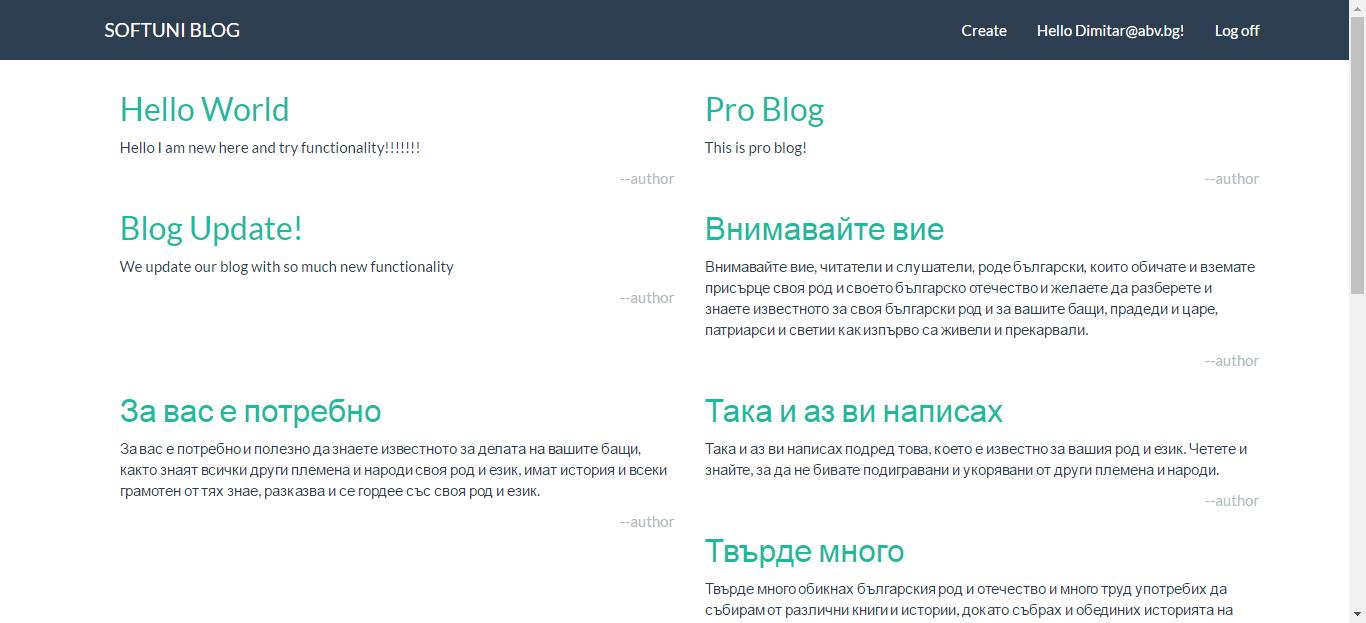 SOFTUNI BLOG
Create
Hello Dimitar@abv.bg!
Log off
Hello World
Hello I am new here and try functionality!!!!!!!
--author
Pro Blog
This is pro blog!
--author
Blog Update!
We update our blog with so much new functionality
--author
Внимавайте вие
Внимавайте вие, читатели и слушатели, роде български, които обичате и вземате
присърце своя род и своето българско отечество и желаете да разберете и
знаете известното за своя български род и за вашите бащи, прадеди и царе,
патриарси и светии как изпърво са живели и прекарвали.
--author
За вас е потребно
За вас е потребно и полезно да знаете известното за делата на вашите бащи,
както знаят всички други племена и народи своя род и език, имат история и всеки
грамотен от тях знае, разказва и се гордее със своя род и език.
--author
Така и аз ви написах
Така и аз ви написах подред това, което е известно за вашия род и език. Четете и
знайте, за да не бивате подигравани и укорявани от други племена и народи.
--author
Твърде много
Твърде много обикнах българския род и отечество и много труд употребих да
събирам от различни книги и истории, докато събрах и обединих историята на